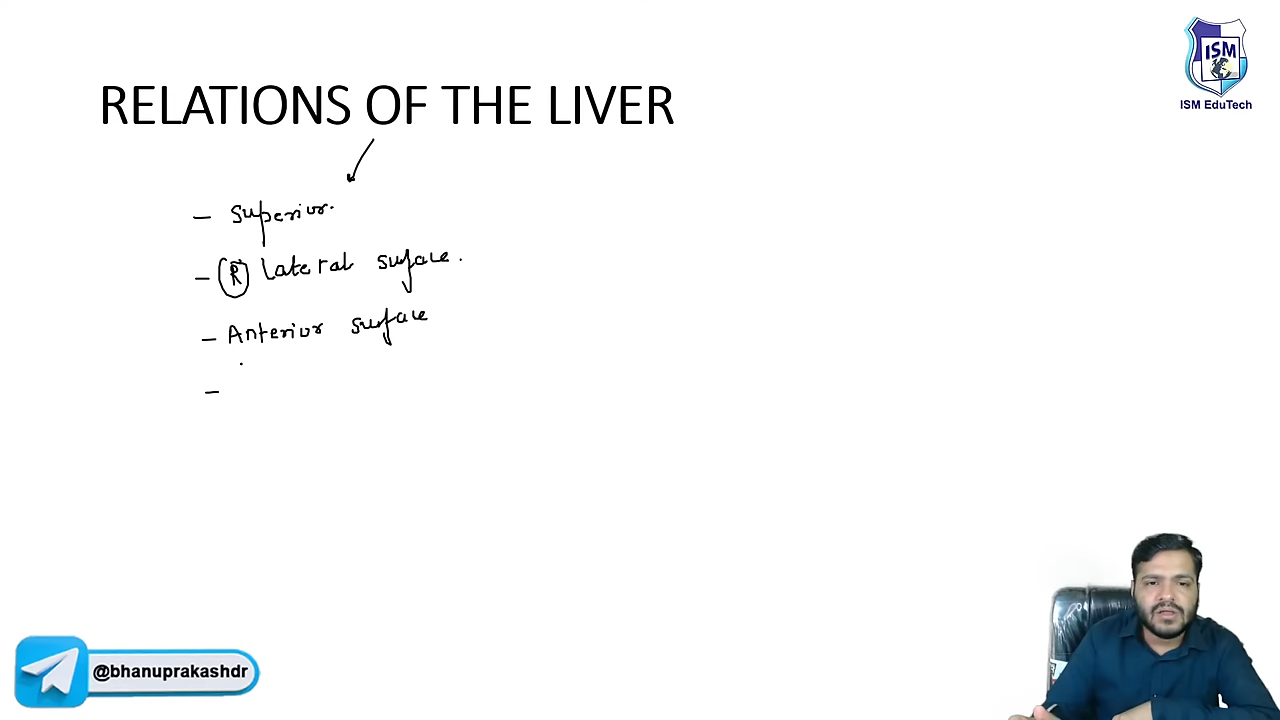 ISM
ISM EduTech
RELATIONS OF THE LIVER
- Superior.
- R lateral surface.
- Anterior surface
-
@bhanuprakashdr